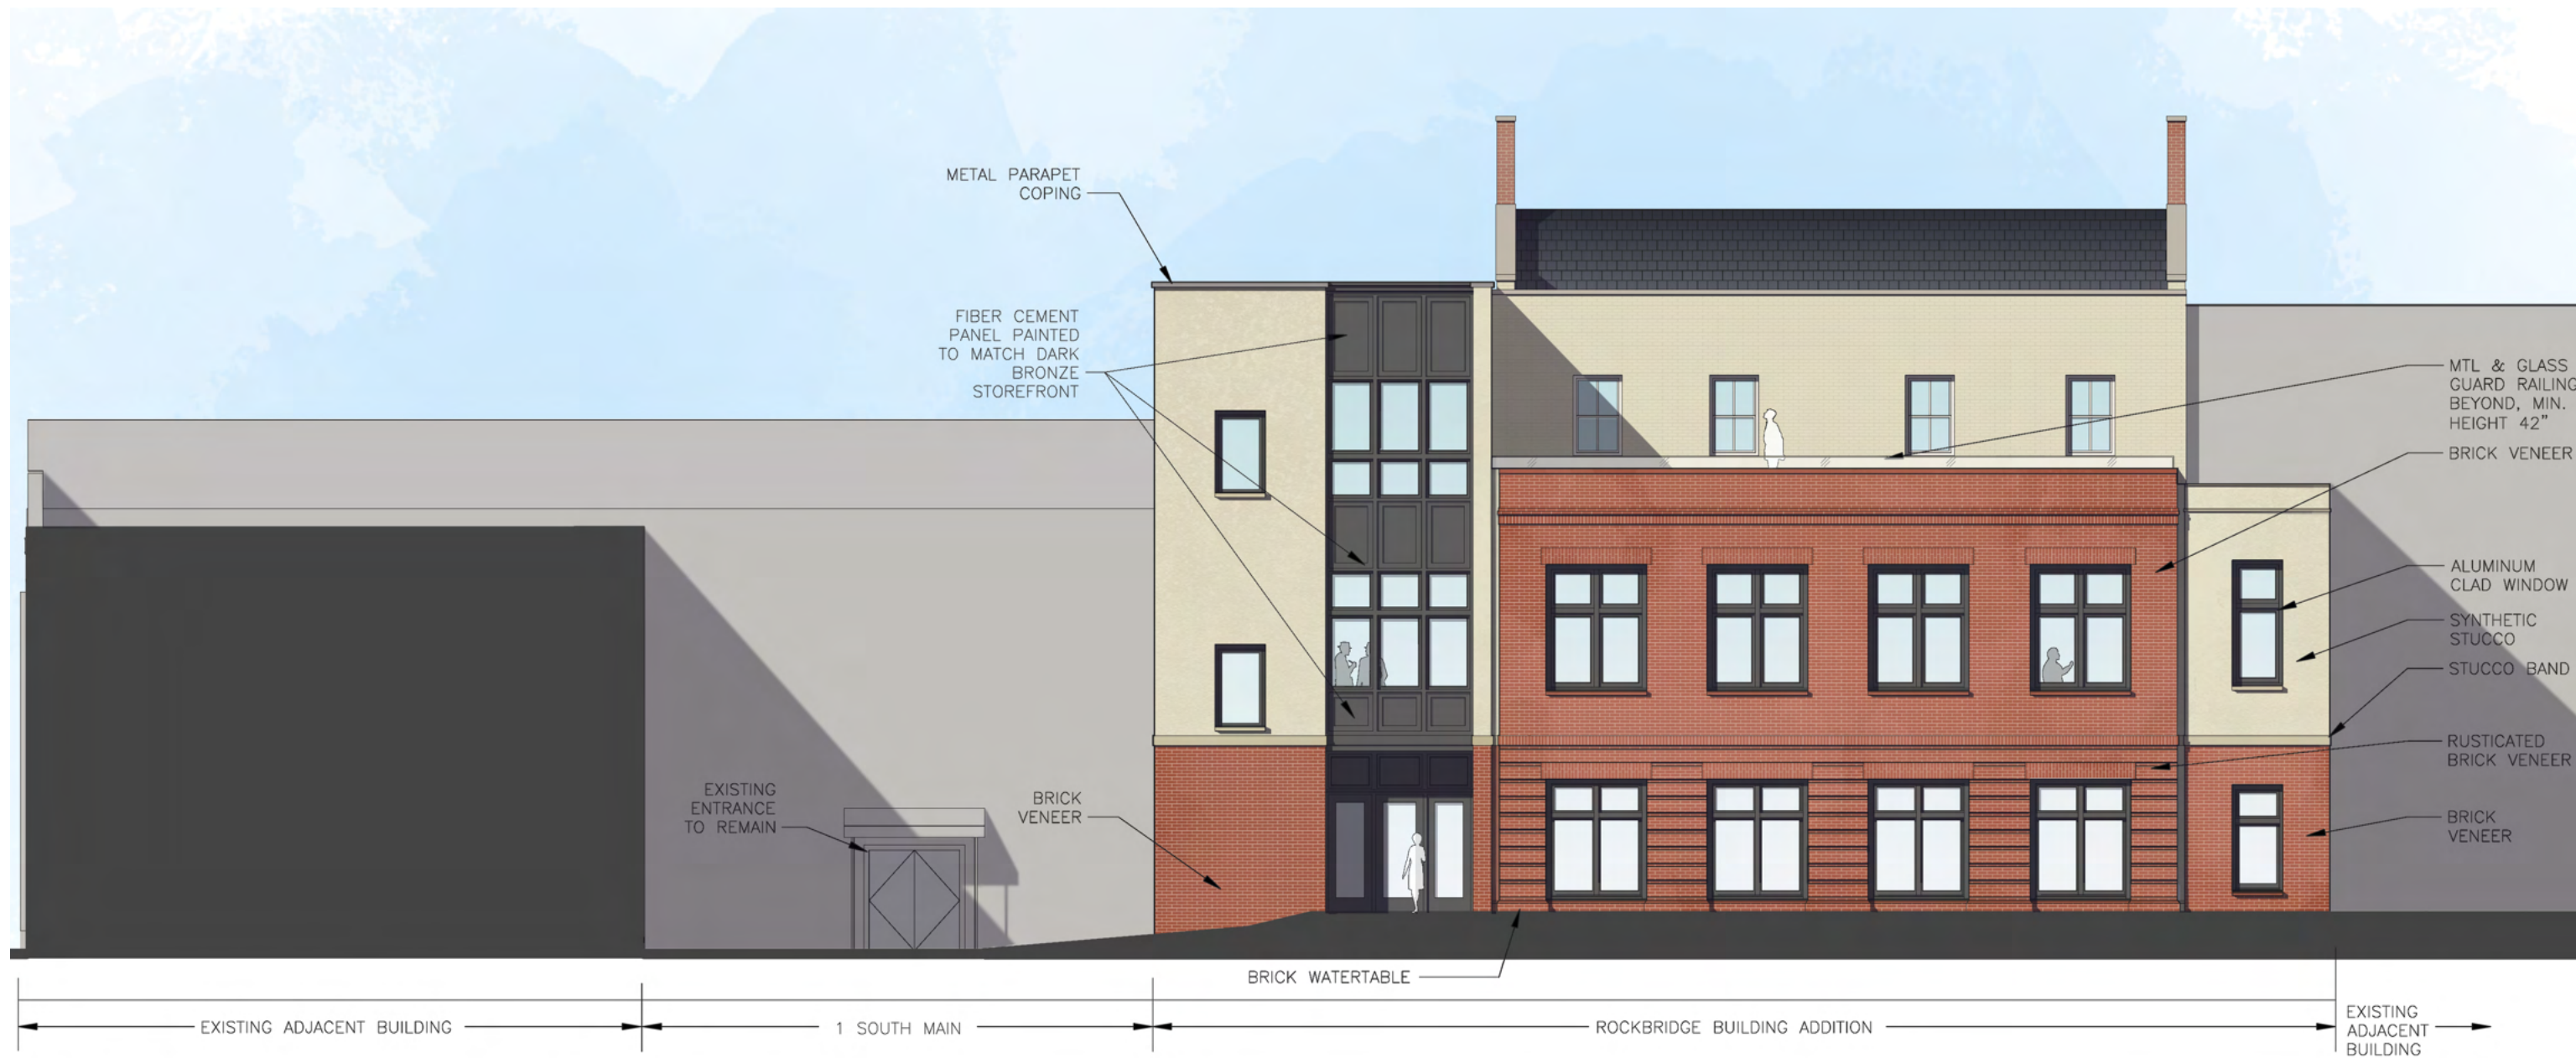 METAL PARAPET
COPING
FIBER CEMENT
PANEL PAINTED
TO MATCH DARK
BRONZE
STOREFRONT
MTL & GLASS
GUARD RAILING
BEYOND, MIN.
HEIGHT 42"
BRICK VENEER
ALUMINUM
CLAD WINDOW
SYNTHETIC
STUCCO
STUCCO BAND
RUSTICATED
BRICK VENEER
BRICK
VENEER
EXISTING
ENTRANCE
TO REMAIN
BRICK
VENEER
BRICK WATERTABLE
EXISTING ADJACENT BUILDING
1 SOUTH MAIN
ROCKBRIDGE BUILDING ADDITION
EXISTING
ADJACENT
BUILDING